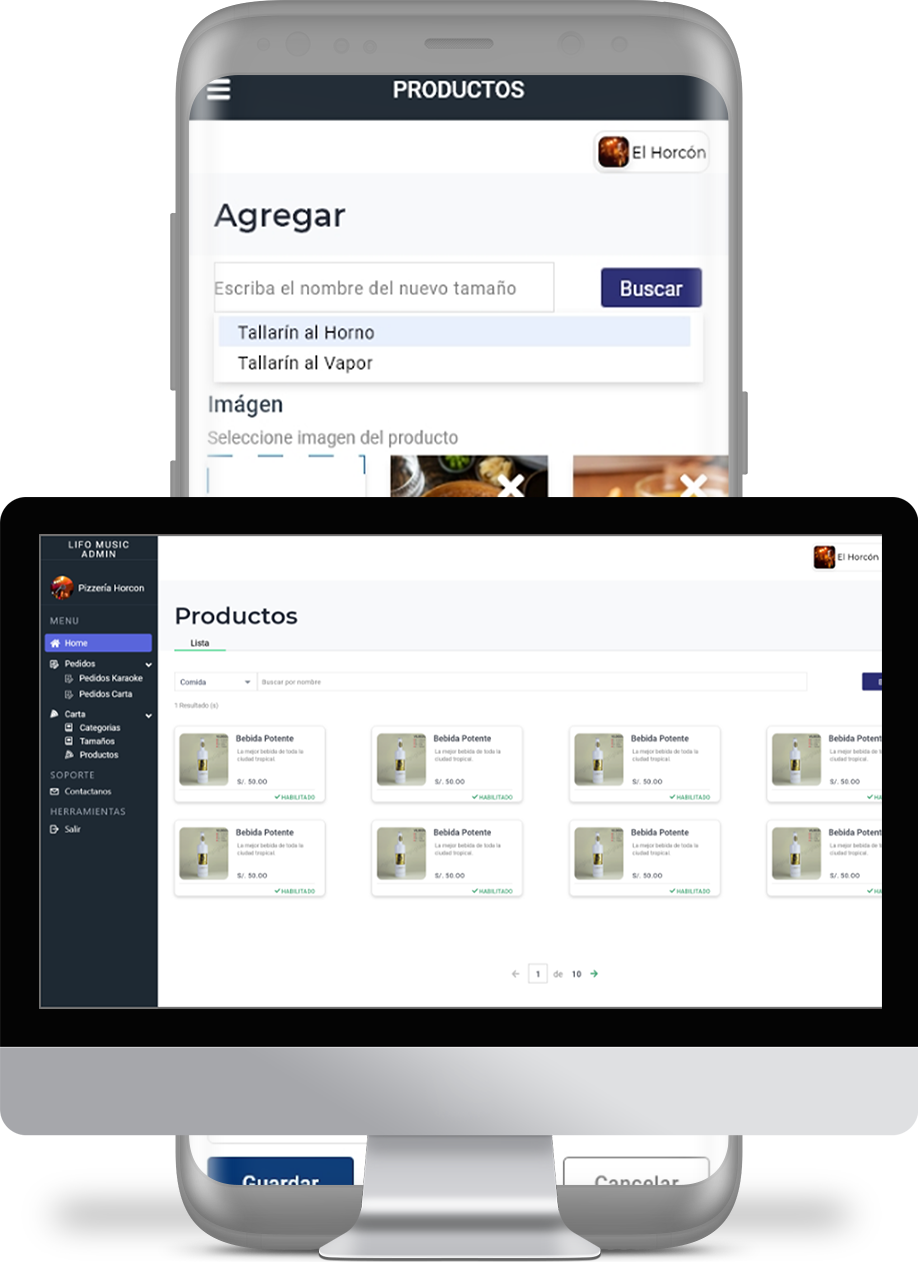 PRODUCTOS
El Horcón
Agregar
Escriba el nombre del nuevo tamaño
Buscar
Tallarín al Horno
Tallarín al Vapor
Imágen
Seleccione imagen del producto
LIFO MUSIC
ADMIN
Pizzería Horcon
MENU
Home
Pedidos
Pedidos Karaoke
Pedidos Carta
Carta
Categorias
Tamaños
Productos
SOPORTE
Contactanos
HERRAMIENTAS
Salir
El Horcón
Productos
Lista
Comida Buscar por nombre
1 Resultado (s)
Bebida Potente
La mejor bebida de toda la
ciudad tropical.
S/. 50.00
HABILITADO
Bebida Potente
La mejor bebida de toda la
ciudad tropical.
S/. 50.00
HABILITADO
Bebida Potente
La mejor bebida de toda la
ciudad tropical.
S/. 50.00
HABILITADO
Bebida Potent
La mejor bebida de to
ciudad tropical.
S/. 50.00
HA
Bebida Potente
La mejor bebida de toda la
ciudad tropical.
S/. 50.00
HABILITADO
Bebida Potente
La mejor bebida de toda la
ciudad tropical.
S/. 50.00
HABILITADO
Bebida Potente
La mejor bebida de toda la
ciudad tropical.
S/. 50.00
HABILITADO
Bebida Potent
La mejor bebida de to
ciudad tropical.
S/. 50.00
HA
1 de 10
Guardar
Cancelar